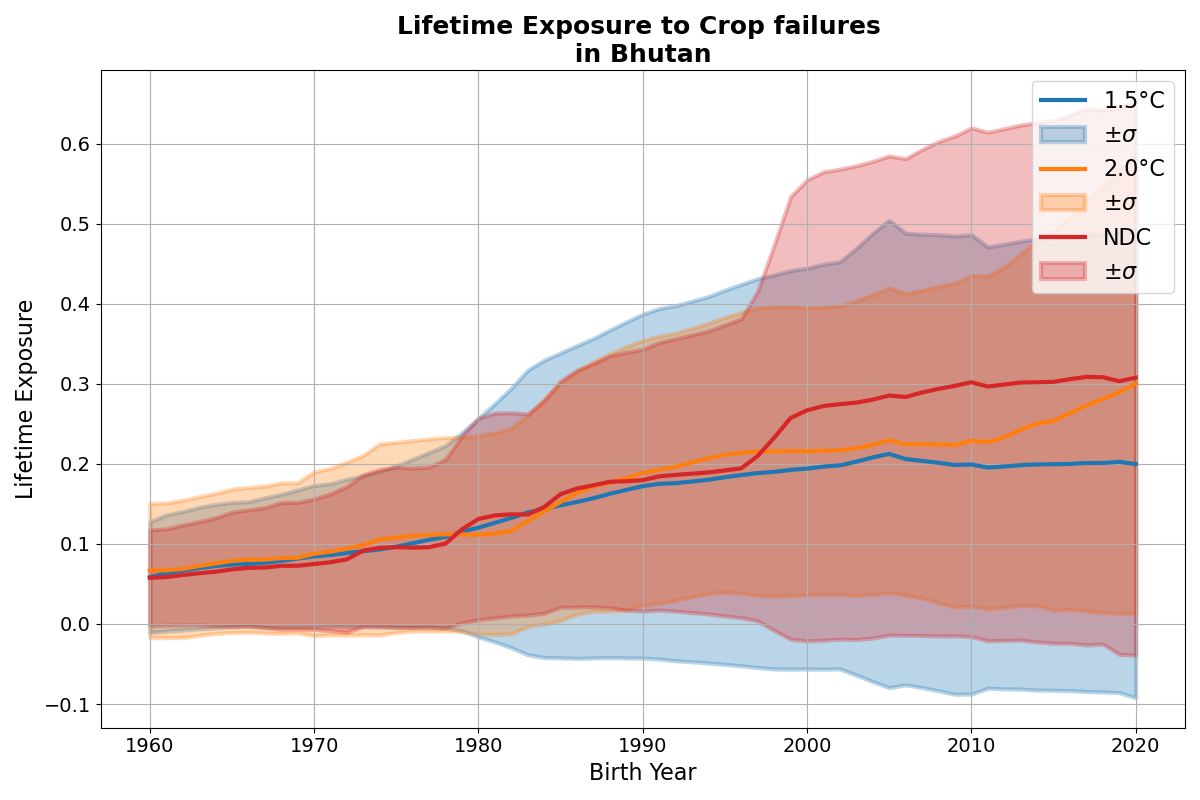 Lifetime Exposure to Crop failures
in Bhutan
1.5°C
±σ
2.0°C
±σ
NDC
±σ
Lifetime Exposure
0.6
0.5
0.4
0.3
0.2
0.1
0.0
−0.1
1960
1970
1980
1990
2000
2010
2020
Birth Year